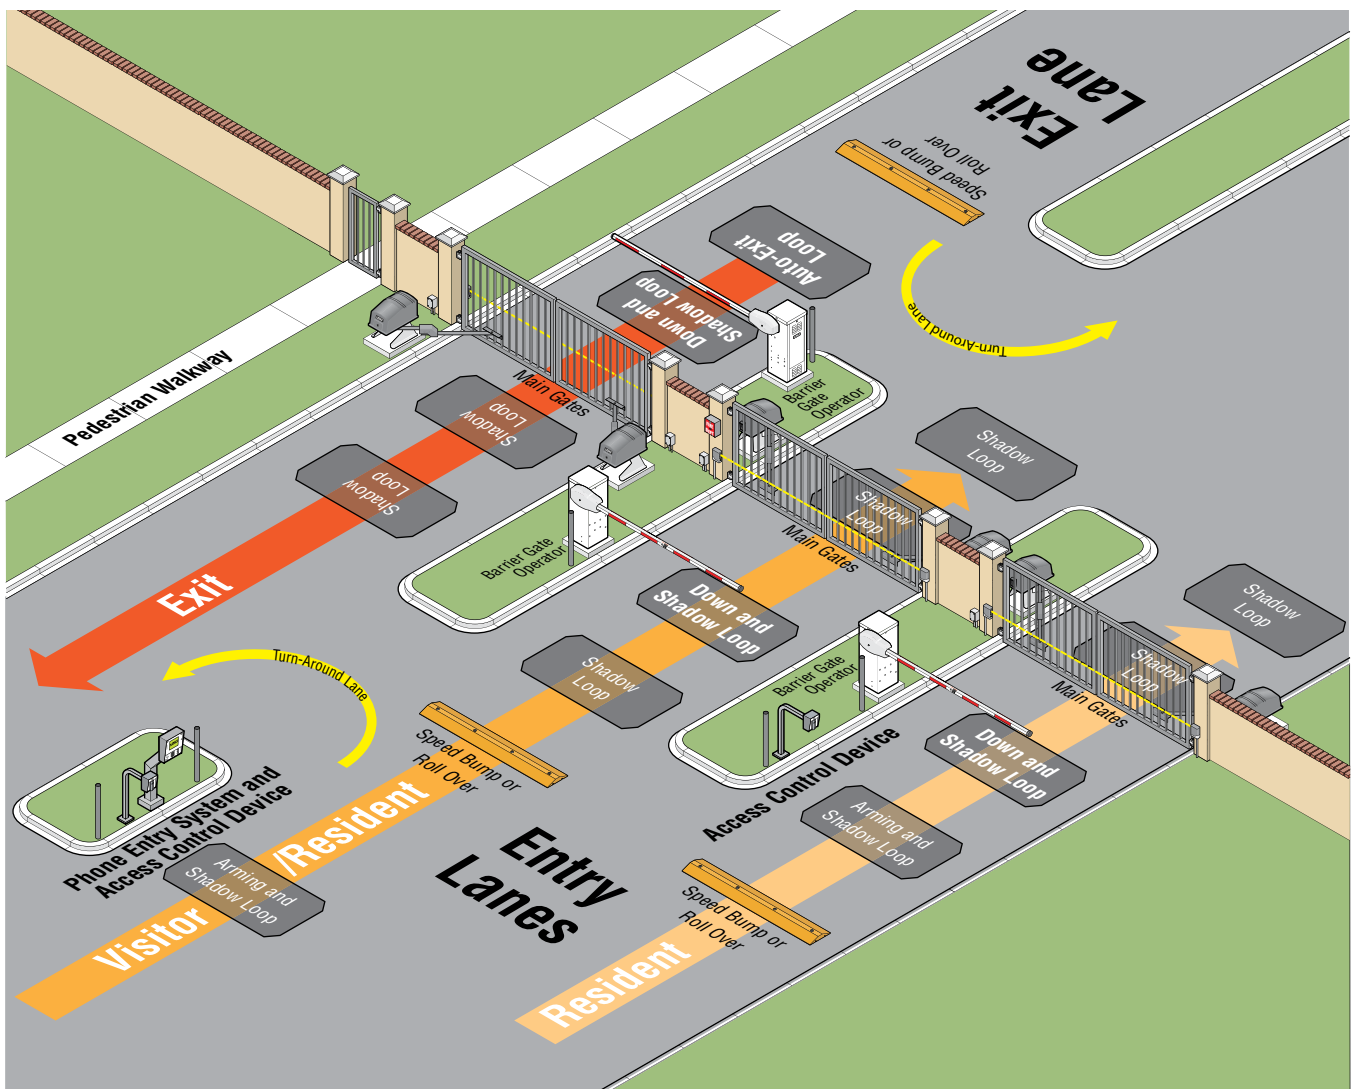 Exit
Lane
Speed Bump or
Roll Over
Auto-Exit
Loop
Down and
Shadow Loop
Turn-Around Lane
Barrier
Gate
Operator
Main Gates
Pedestrian Walkway
Shadow
Loop
Shadow
Loop
Shadow
Loop
Shadow
Loop
Main Gates
Barrier Gate
Operator
Exit
Down and
Shadow Loop
Shadow
Loop
Shadow
Loop
Shadow
Loop
Main Gates
Turn-Around Lane
Barrier Gate
Operator
Speed Bump or
Roll Over
Access Control Device
Down and
Shadow Loop
Phone Entry System and
Access Control Device
/Resident
Arming and
Shadow Loop
Arming and
Shadow Loop
Visitor
Entry
Lanes
Speed Bump or
Roll Over
Resident